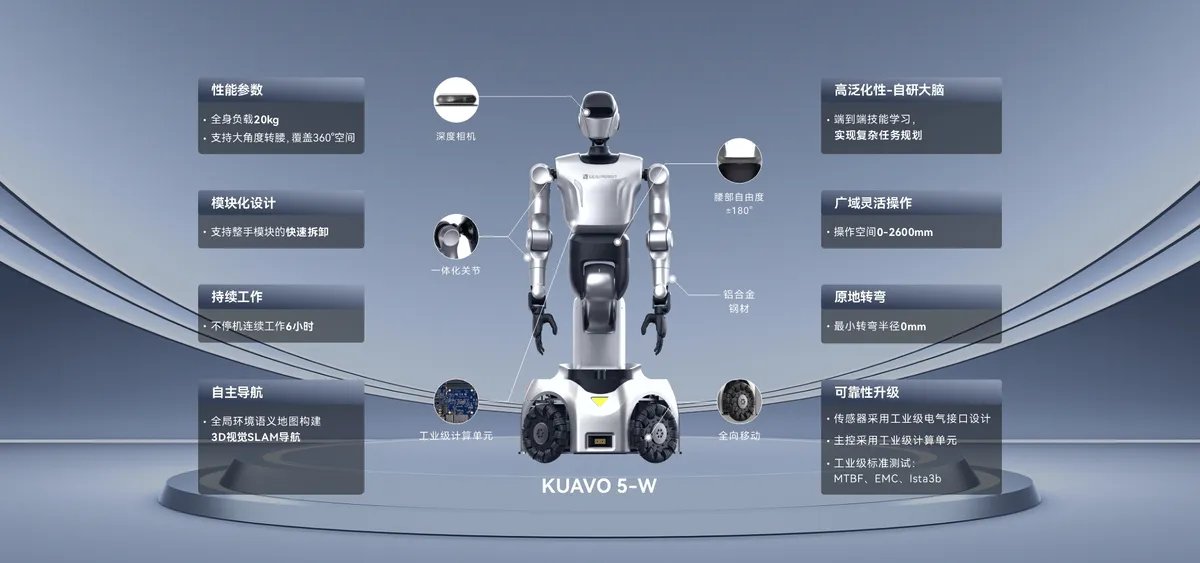 性能参数
· 全身负载20kg
· 支持大角度转腰，覆盖360°空间
模块化设计
· 支持整手模块的快速拆卸
持续工作
· 不停机连续工作6小时
自主导航
· 全局环境语义地图构建
3D视觉SLAM导航
深度相机
一体化关节
工业级计算单元
腰部自由度
±180°
铝合金
钢材
全向移动
KUAVO 5-W
高泛化性-自研大脑
· 端到端技能学习，
实现复杂任务规划
广域灵活操作
· 操作空间0-2600mm
原地转弯
· 最小转弯半径0mm
可靠性升级
· 传感器采用工业级电气接口设计
· 主控采用工业级计算单元
· 工业级标准测试：
MTBF、EMC、Ista3b